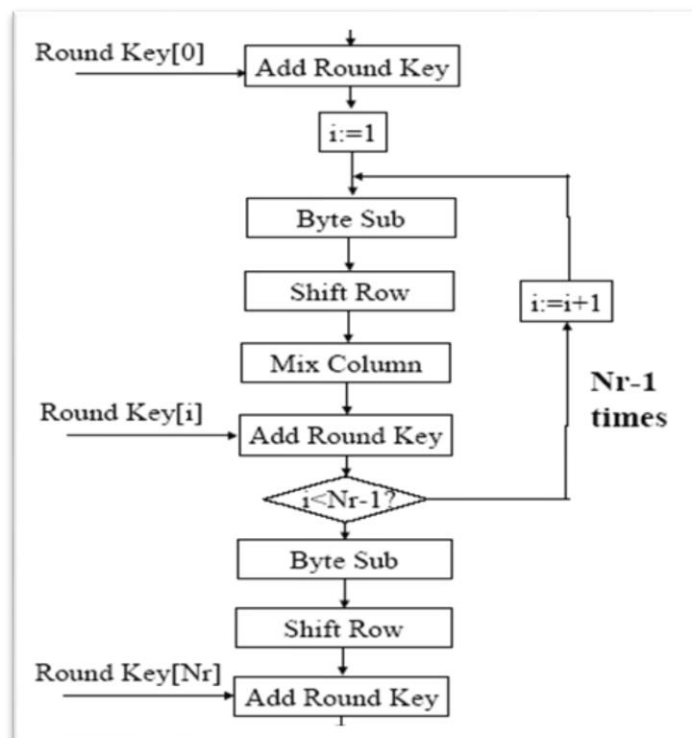 Round Key[0]
Add Round Key
i:=1
Byte Sub
Shift Row
i:=i+1
Mix Column
Nr-1
times
Round Key[i]
Add Round Key
i<Nr-1?
Byte Sub
Shift Row
Round Key[Nr]
Add Round Key